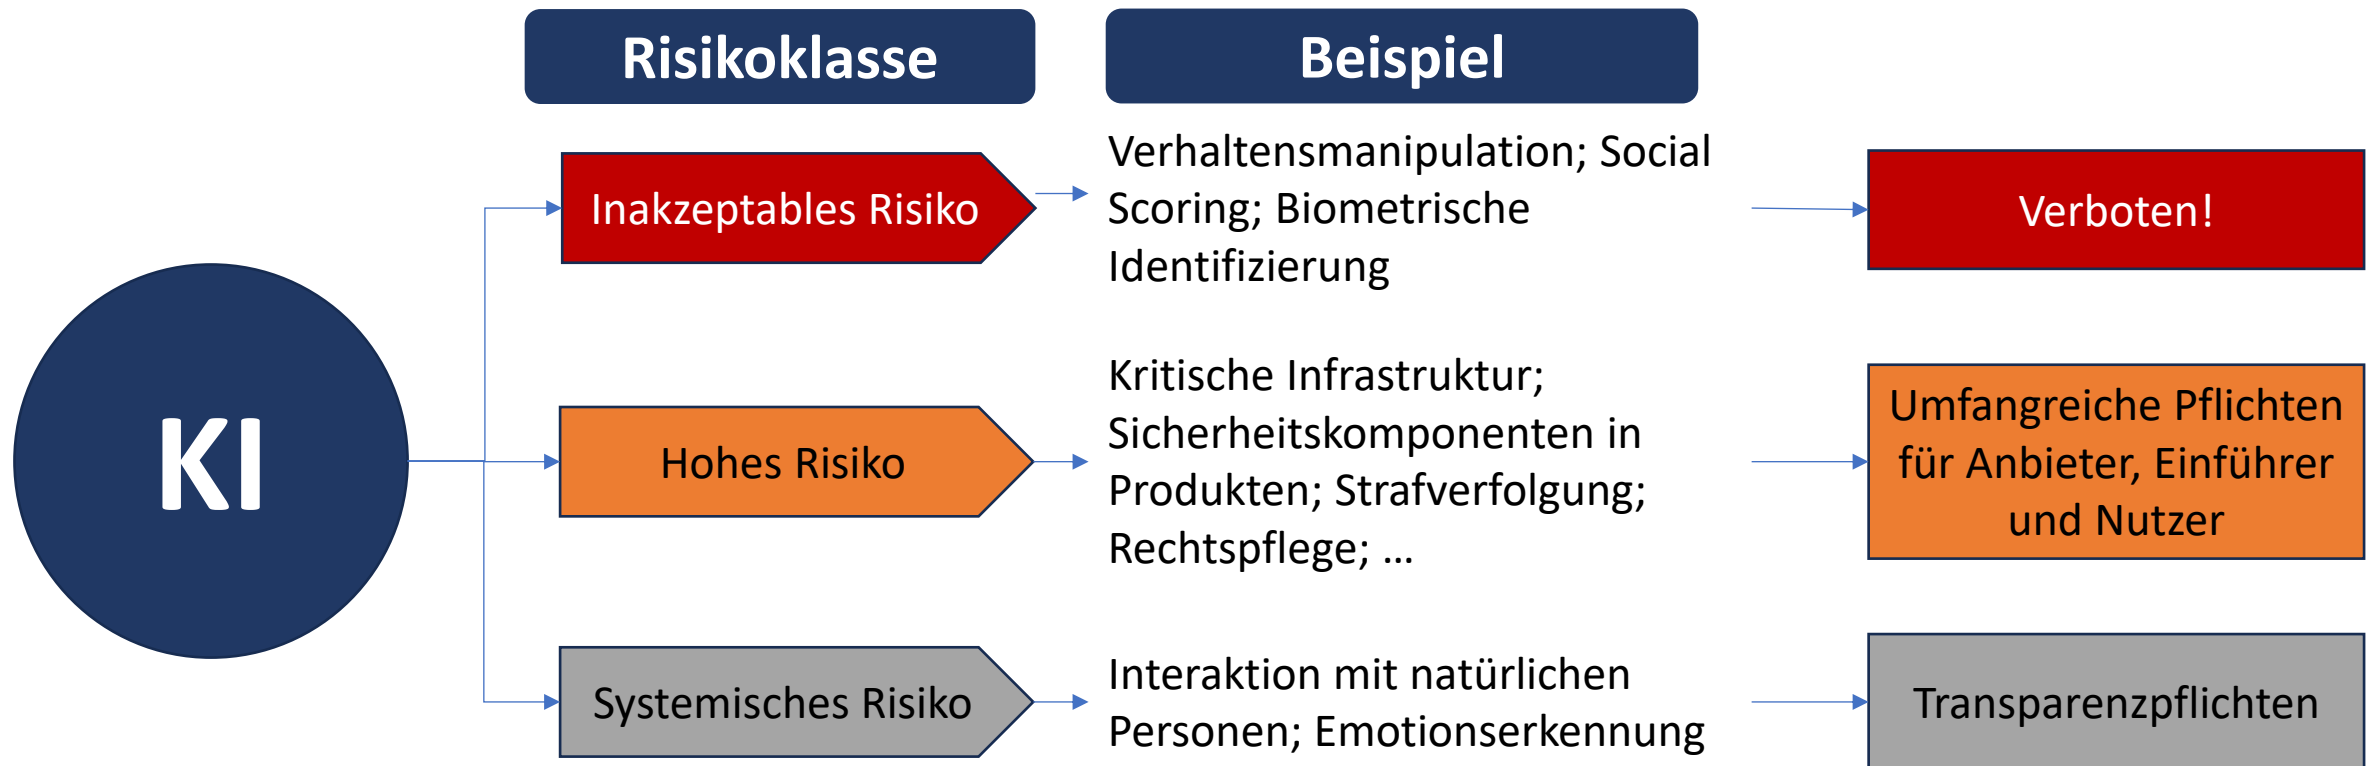 Risikoklasse
Beispiel
KI
Inakzeptables Risiko
Verhaltensmanipulation; Social
Scoring; Biometrische
Identifizierung
Verboten!
Hohes Risiko
Kritische Infrastruktur;
Sicherheitskomponenten in
Produkten; Strafverfolgung;
Rechtspflege; …
Umfangreiche Pflichten
für Anbieter, Einführer
und Nutzer
Systemisches Risiko
Interaktion mit natürlichen
Personen; Emotionserkennung
Transparenzpflichten